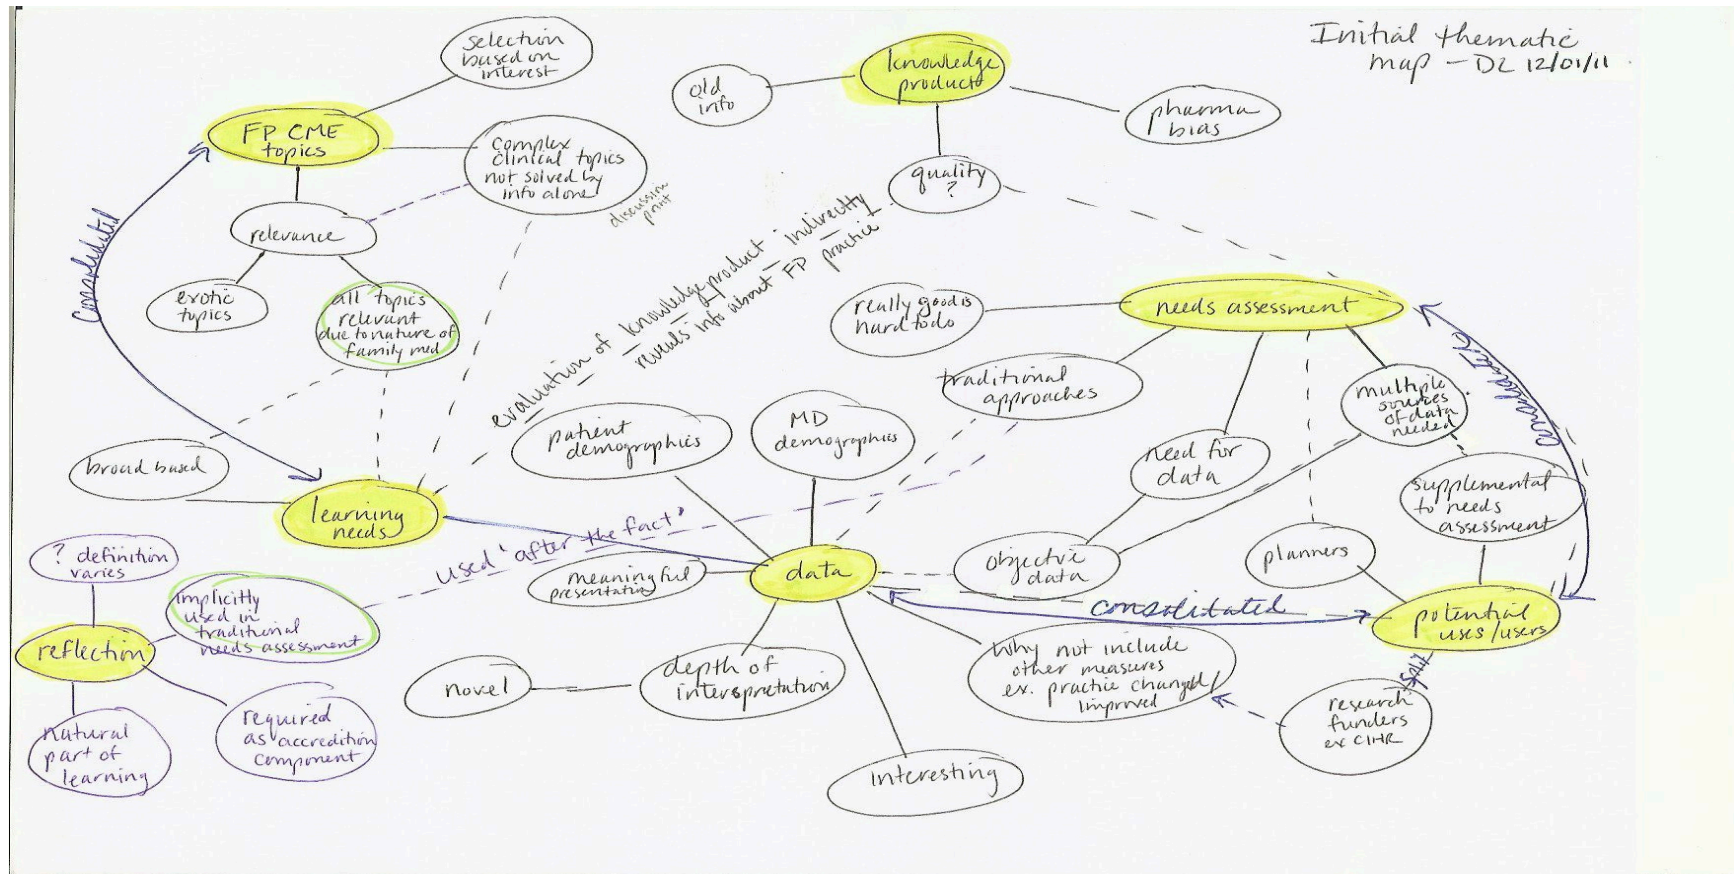 Initial thematic
map - DL 12/01/11
selection
based on
interest
FP CME
topics
complex
clinical topics
not solved by
info alone
discussion
point
relevance
exotic
topics
all topics
relevant
due to nature of
family med
consolidated
broad based
learning
needs
knowledge
products
old
info
pharma
bias
quality
?
evaluation of knowledge product indirectly
reveals info about FP practice
needs assessment
really good is
hard to do
traditional
approaches
need for
data
multiple
sources
of data
needed
supplemental
to needs
assessment
consolidated
planners
potential
uses/users
research
funders
ex CIHR
patient
demographics
MD
demographics
data
meaningful
presentation
objective
data
consolidated
why not include
other measures
ex. practice changed/
improved
depth of
interpretation
novel
interesting
used 'after the fact'
? definition
varies
implicitly
used in
traditional
needs assessment
reflection
natural
part of
learning
required
as accredition
component